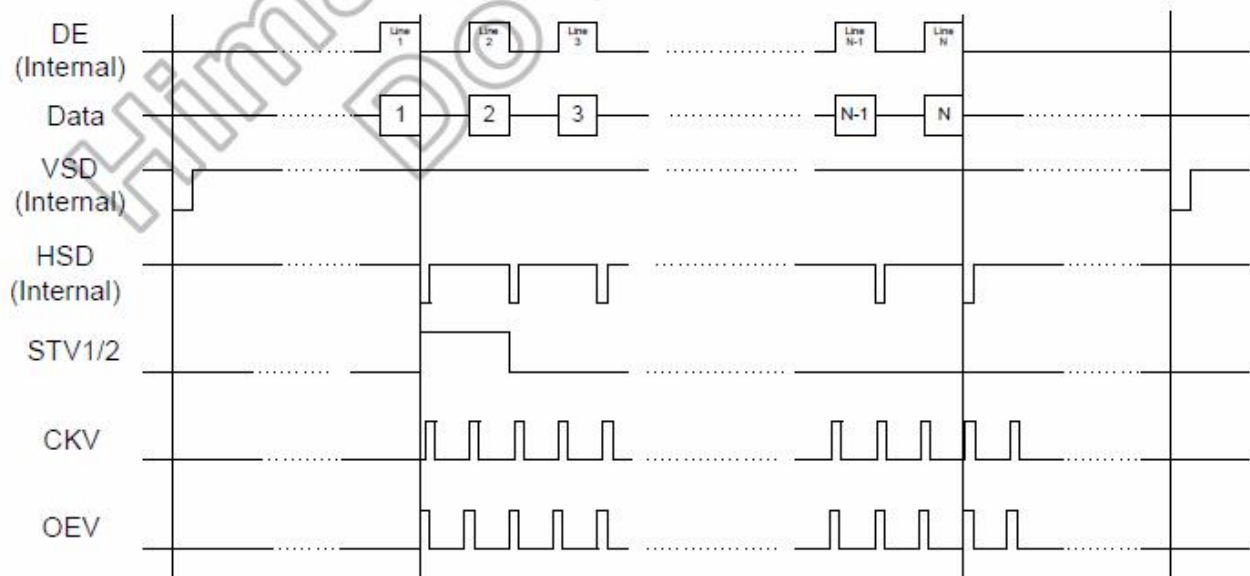 DE
(Internal)
Line
1
Line
2
Line
3
Line
N-1
Line
N
Data
1
2
3
N-1
N
VSD
(Internal)
HSD
(Internal)
STV1/2
CKV
OEV
Do